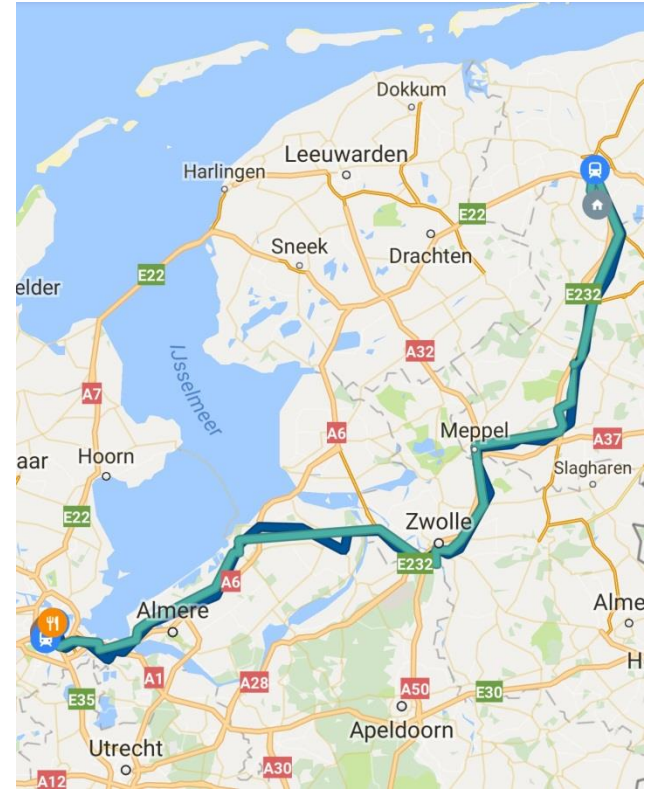 Dokkum
Leeuwarden
Harlingen
E22
Sneek
Drachten
E22
elder
E232
IJsselmeer
A32
A7
A6
Meppel
A37
aar
Hoorn
Slagharen
E22
Zwolle
E232
A6
Almere
Alme
H
A1
A28
A50
E30
E35
Apeldoorn
Utrecht
A30
A12